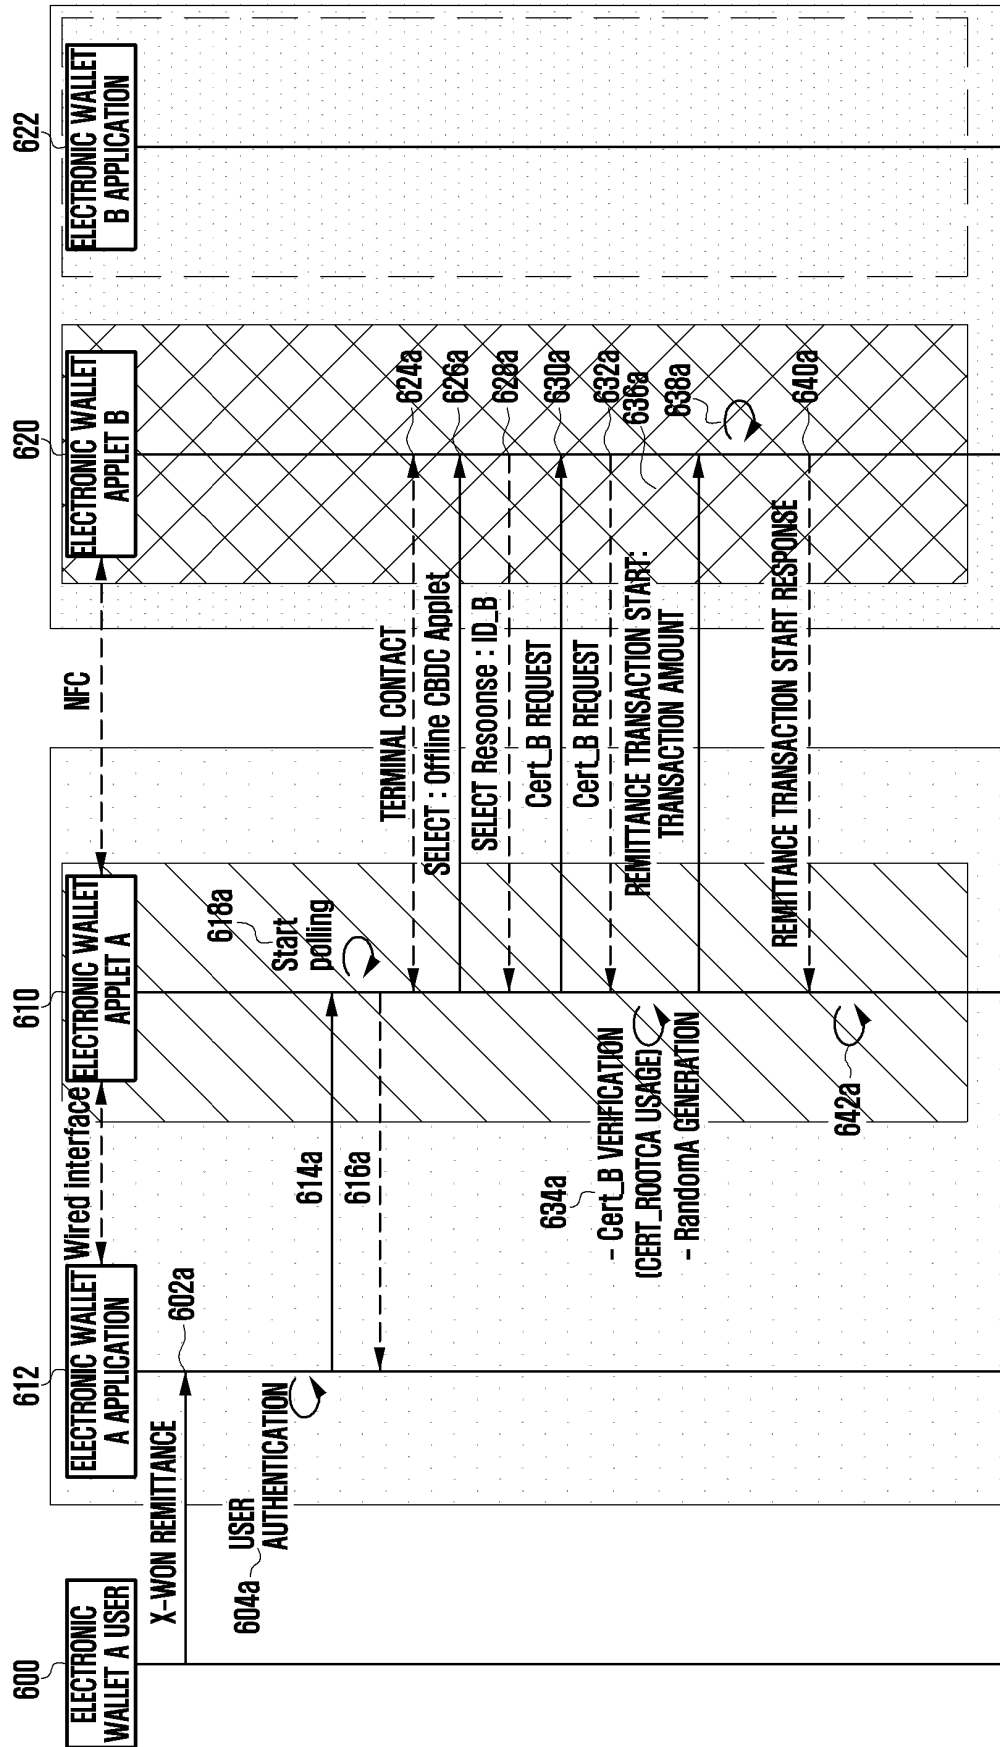 600
ELECTRONIC
WALLET A USER
612
ELECTRONIC WALLET
A APPLICATION
Wired interface
610
ELECTRONIC WALLET
APPLET A
NFC
620
ELECTRONIC WALLET
APPLET B
622
ELECTRONIC WALLET
B APPLICATION
X-WON REMITTANCE
602a
604a
USER
AUTHENTICATION
614a
616a
618a
Start
polling
TERMINAL CONTACT
624a
SELECT : Offline CBDC Applet
626a
SELECT Resoonse : ID_B
628a
Cert_B REQUEST
630a
Cert_B REQUEST
632a
634a
- Cert_B VERIFICATION
(CERT_ROOTCA USAGE)
- RandomA GENERATION
REMITTANCE TRANSACTION START:
TRANSACTION AMOUNT
636a
638a
REMITTANCE TRANSACTION START RESPONSE
640a
642a